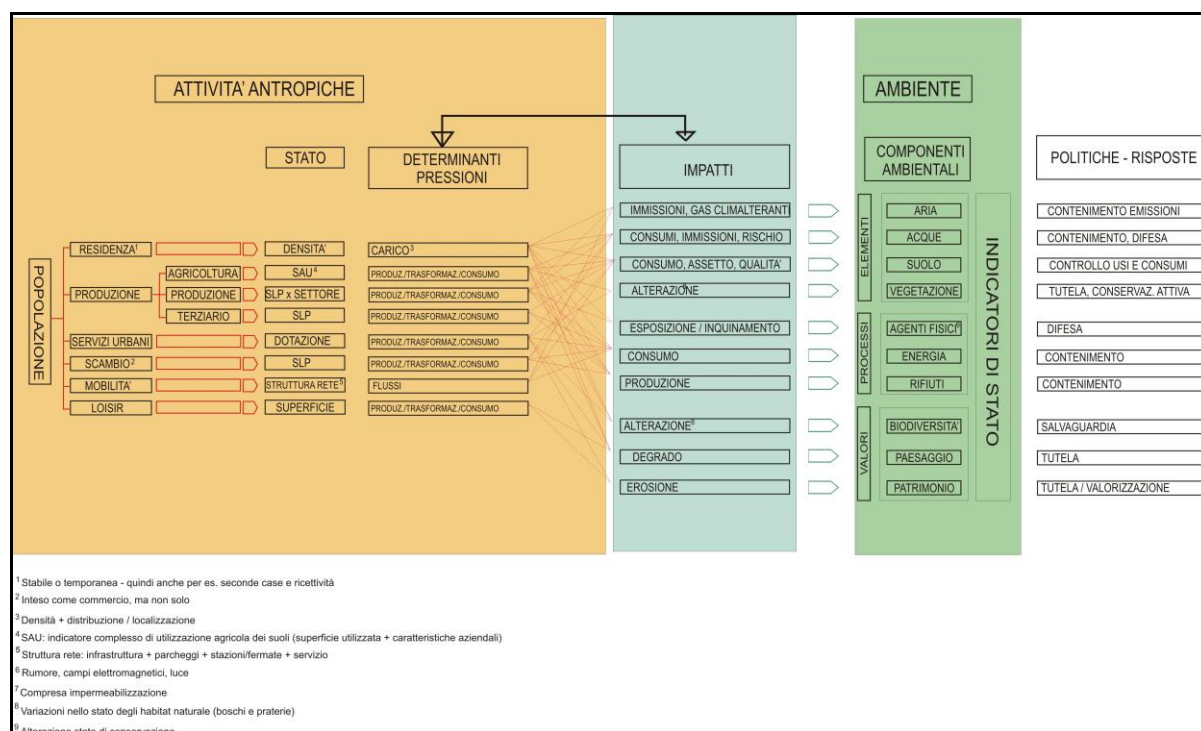 ATTIVITA' ANTROPICHE
AMBIENTE
STATO
DETERMINANTI
PRESSIONI
IMPATTI
COMPONENTI
AMBIENTALI
POLITICHE - RISPOSTE
POPOLAZIONE
RESIDENZA1
DENSITA'
CARICO3
PRODUZIONE
AGRICOLTURA
SAU4
PRODUZ./TRASFORMAZ./CONSUMO
PRODUZIONE
SLP x SETTORE
PRODUZ./TRASFORMAZ./CONSUMO
TERZIARIO
SLP
PRODUZ./TRASFORMAZ./CONSUMO
SERVIZI URBANI
DOTAZIONE
PRODUZ./TRASFORMAZ./CONSUMO
SCAMBIO2
SLP
PRODUZ./TRASFORMAZ./CONSUMO
MOBILITA'
STRUTTURA RETE5
FLUSSI
LOISIR
SUPERFICIE
PRODUZ./TRASFORMAZ./CONSUMO
IMMISSIONI, GAS CLIMALTERANTI
CONSUMI, IMMISSIONI, RISCHIO
CONSUMO, ASSETTO, QUALITA'
ALTERAZIONE
ESPOSIZIONE / INQUINAMENTO
CONSUMO
PRODUZIONE
ALTERAZIONE
DEGRADO
EROSIONE
ELEMENTI
ARIA
ACQUE
SUOLO
VEGETAZIONE
PROCESSI
AGENTI FISICI
ENERGIA
RIFIUTI
VALORI
BIODIVERSITA'
PAESAGGIO
PATRIMONIO
INDICATORI DI STATO
CONTENIMENTO EMISSIONI
CONTENIMENTO, DIFESA
CONTROLLO USI E CONSUMI
TUTELA, CONSERVAZ. ATTIVA
DIFESA
CONTENIMENTO
CONTENIMENTO
SALVAGUARDIA
TUTELA
TUTELA / VALORIZZAZIONE
1 Stabile o temporanea - quindi anche per es. seconde case e ricettività
2 Inteso come commercio, ma non solo
3 Densità + distribuzione / localizzazione
4 SAU: indicatore complesso di utilizzazione agricola dei suoli (superficie utilizzata + caratteristiche aziendali)
5 Struttura rete: infrastruttura + parcheggi + stazioni/fermate + servizio
6 Rumore, campi elettromagnetici, luce
7 Compresa impermeabilizzazione
8 Variazioni nello stato degli habitat naturale (boschi e praterie)
9 Alterazione stato di conservazione